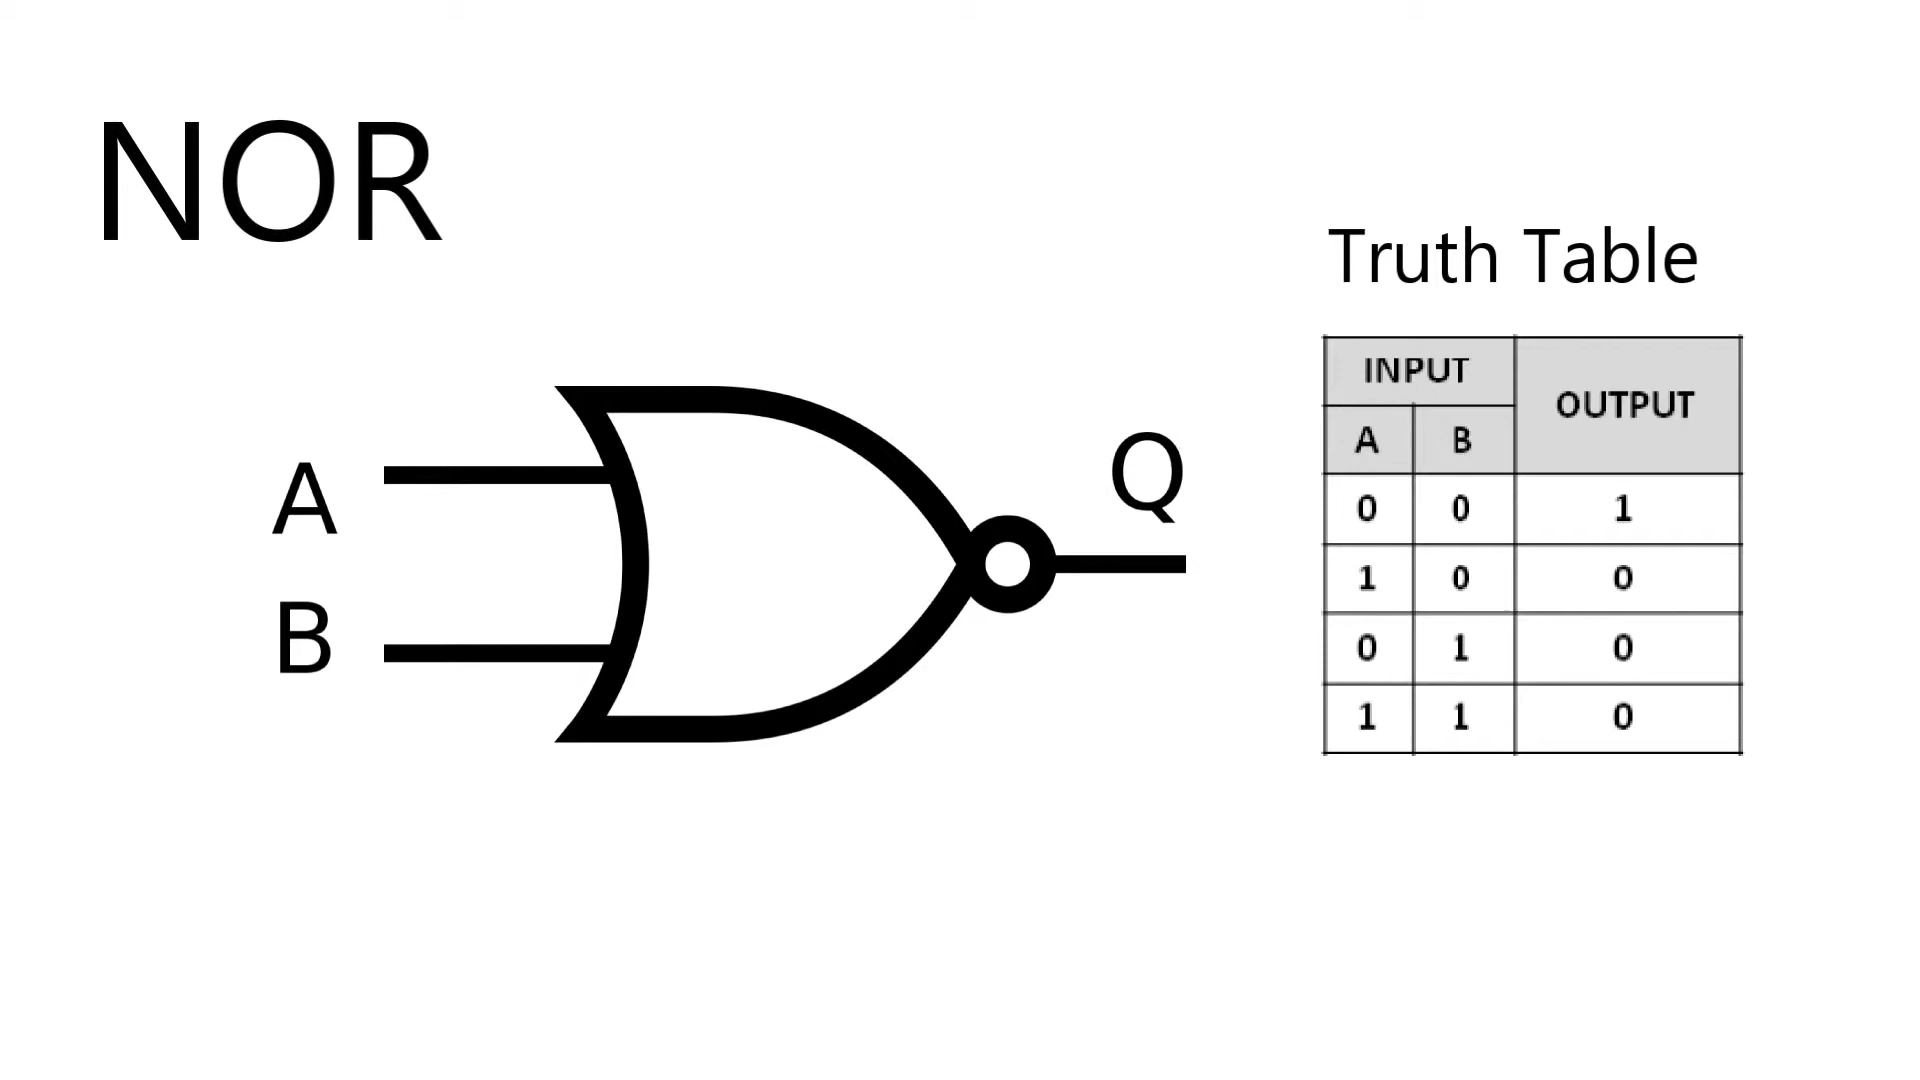 NOR
Truth Table
INPUT OUTPUT
A B
0 0 1
1 0 0
0 1 0
1 1 0
A
B
Q